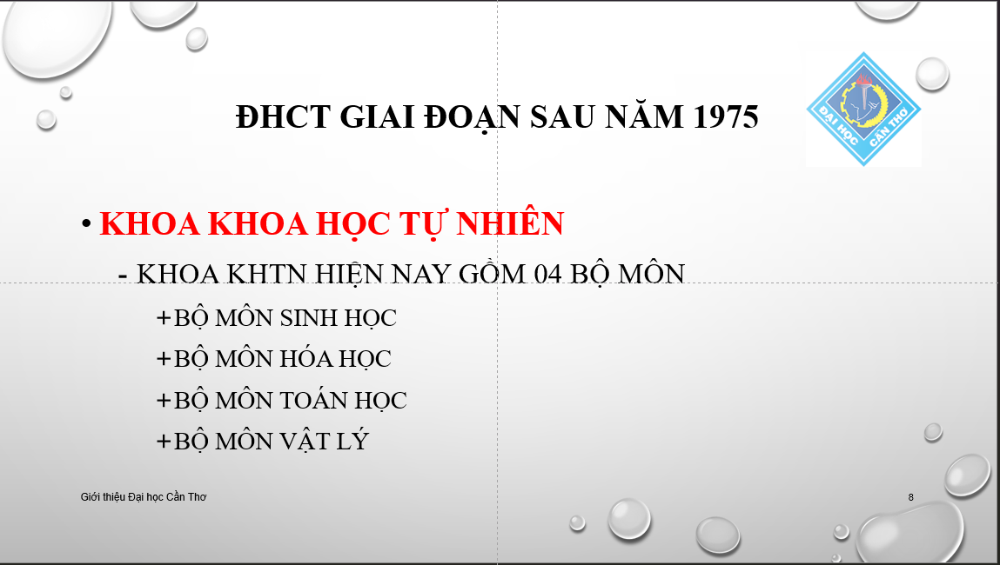 ĐHCT GIAI ĐOẠN SAU NĂM 1975
ĐẠI HỌC CẦN THƠ
• KHOA KHOA HỌC TỰ NHIÊN
- KHOA KHTN HIỆN NAY GỒM 04 BỘ MÔN
+BỘ MÔN SINH HỌC
+BỘ MÔN HÓA HỌC
+BỘ MÔN TOÁN HỌC
+BỘ MÔN VẬT LÝ
Giới thiệu Đại học Cần Thơ
8